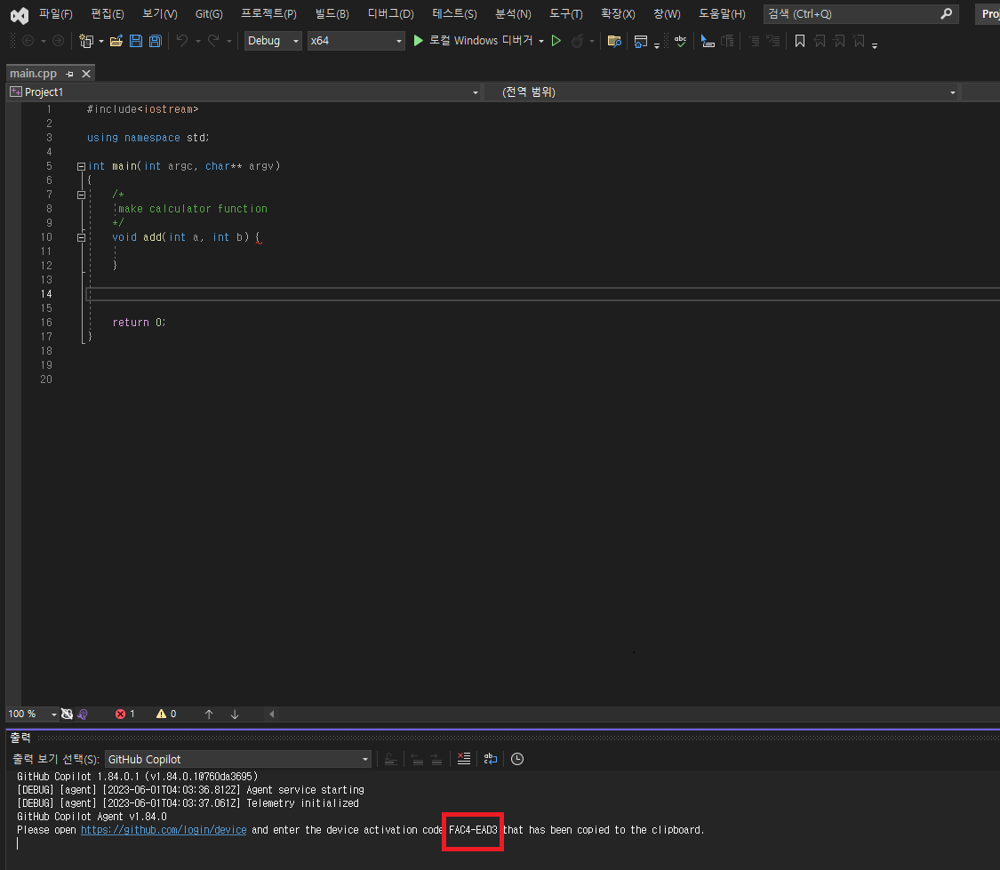 파일(F) 편집(E) 보기(V) Git(G) 프로젝트(P) 빌드(B) 디버그(D) 테스트(S) 분석(N) 도구(T) 확장(X) 창(W) 도움말(H) 검색 (Ctrl+Q) Proj
Debug x64 로컬 Windows 디버거
main.cpp
Project1 (전역 범위)
1 #include<iostream>
2
3 using namespace std;
4
5 int main(int argc, char** argv)
6 {
7 /*
8 make calculator function
9 */
10 void add(int a, int b) {
11
12 }
13
14
15
16 return 0;
17 }
18
19
20
100 % 1 0
출력
출력 보기 선택(S): GitHub Copilot
GitHub Copilot 1.84.0.1 (v1.84.0.1@760da3695)
[DEBUG] [agent] [2023-06-01T04:03:36.812Z] Agent service starting
[DEBUG] [agent] [2023-06-01T04:03:37.061Z] Telemetry initialized
GitHub Copilot Agent v1.84.0
Please open https://github.com/login/device and enter the device activation code FAC4-EAD3 that has been copied to the clipboard.